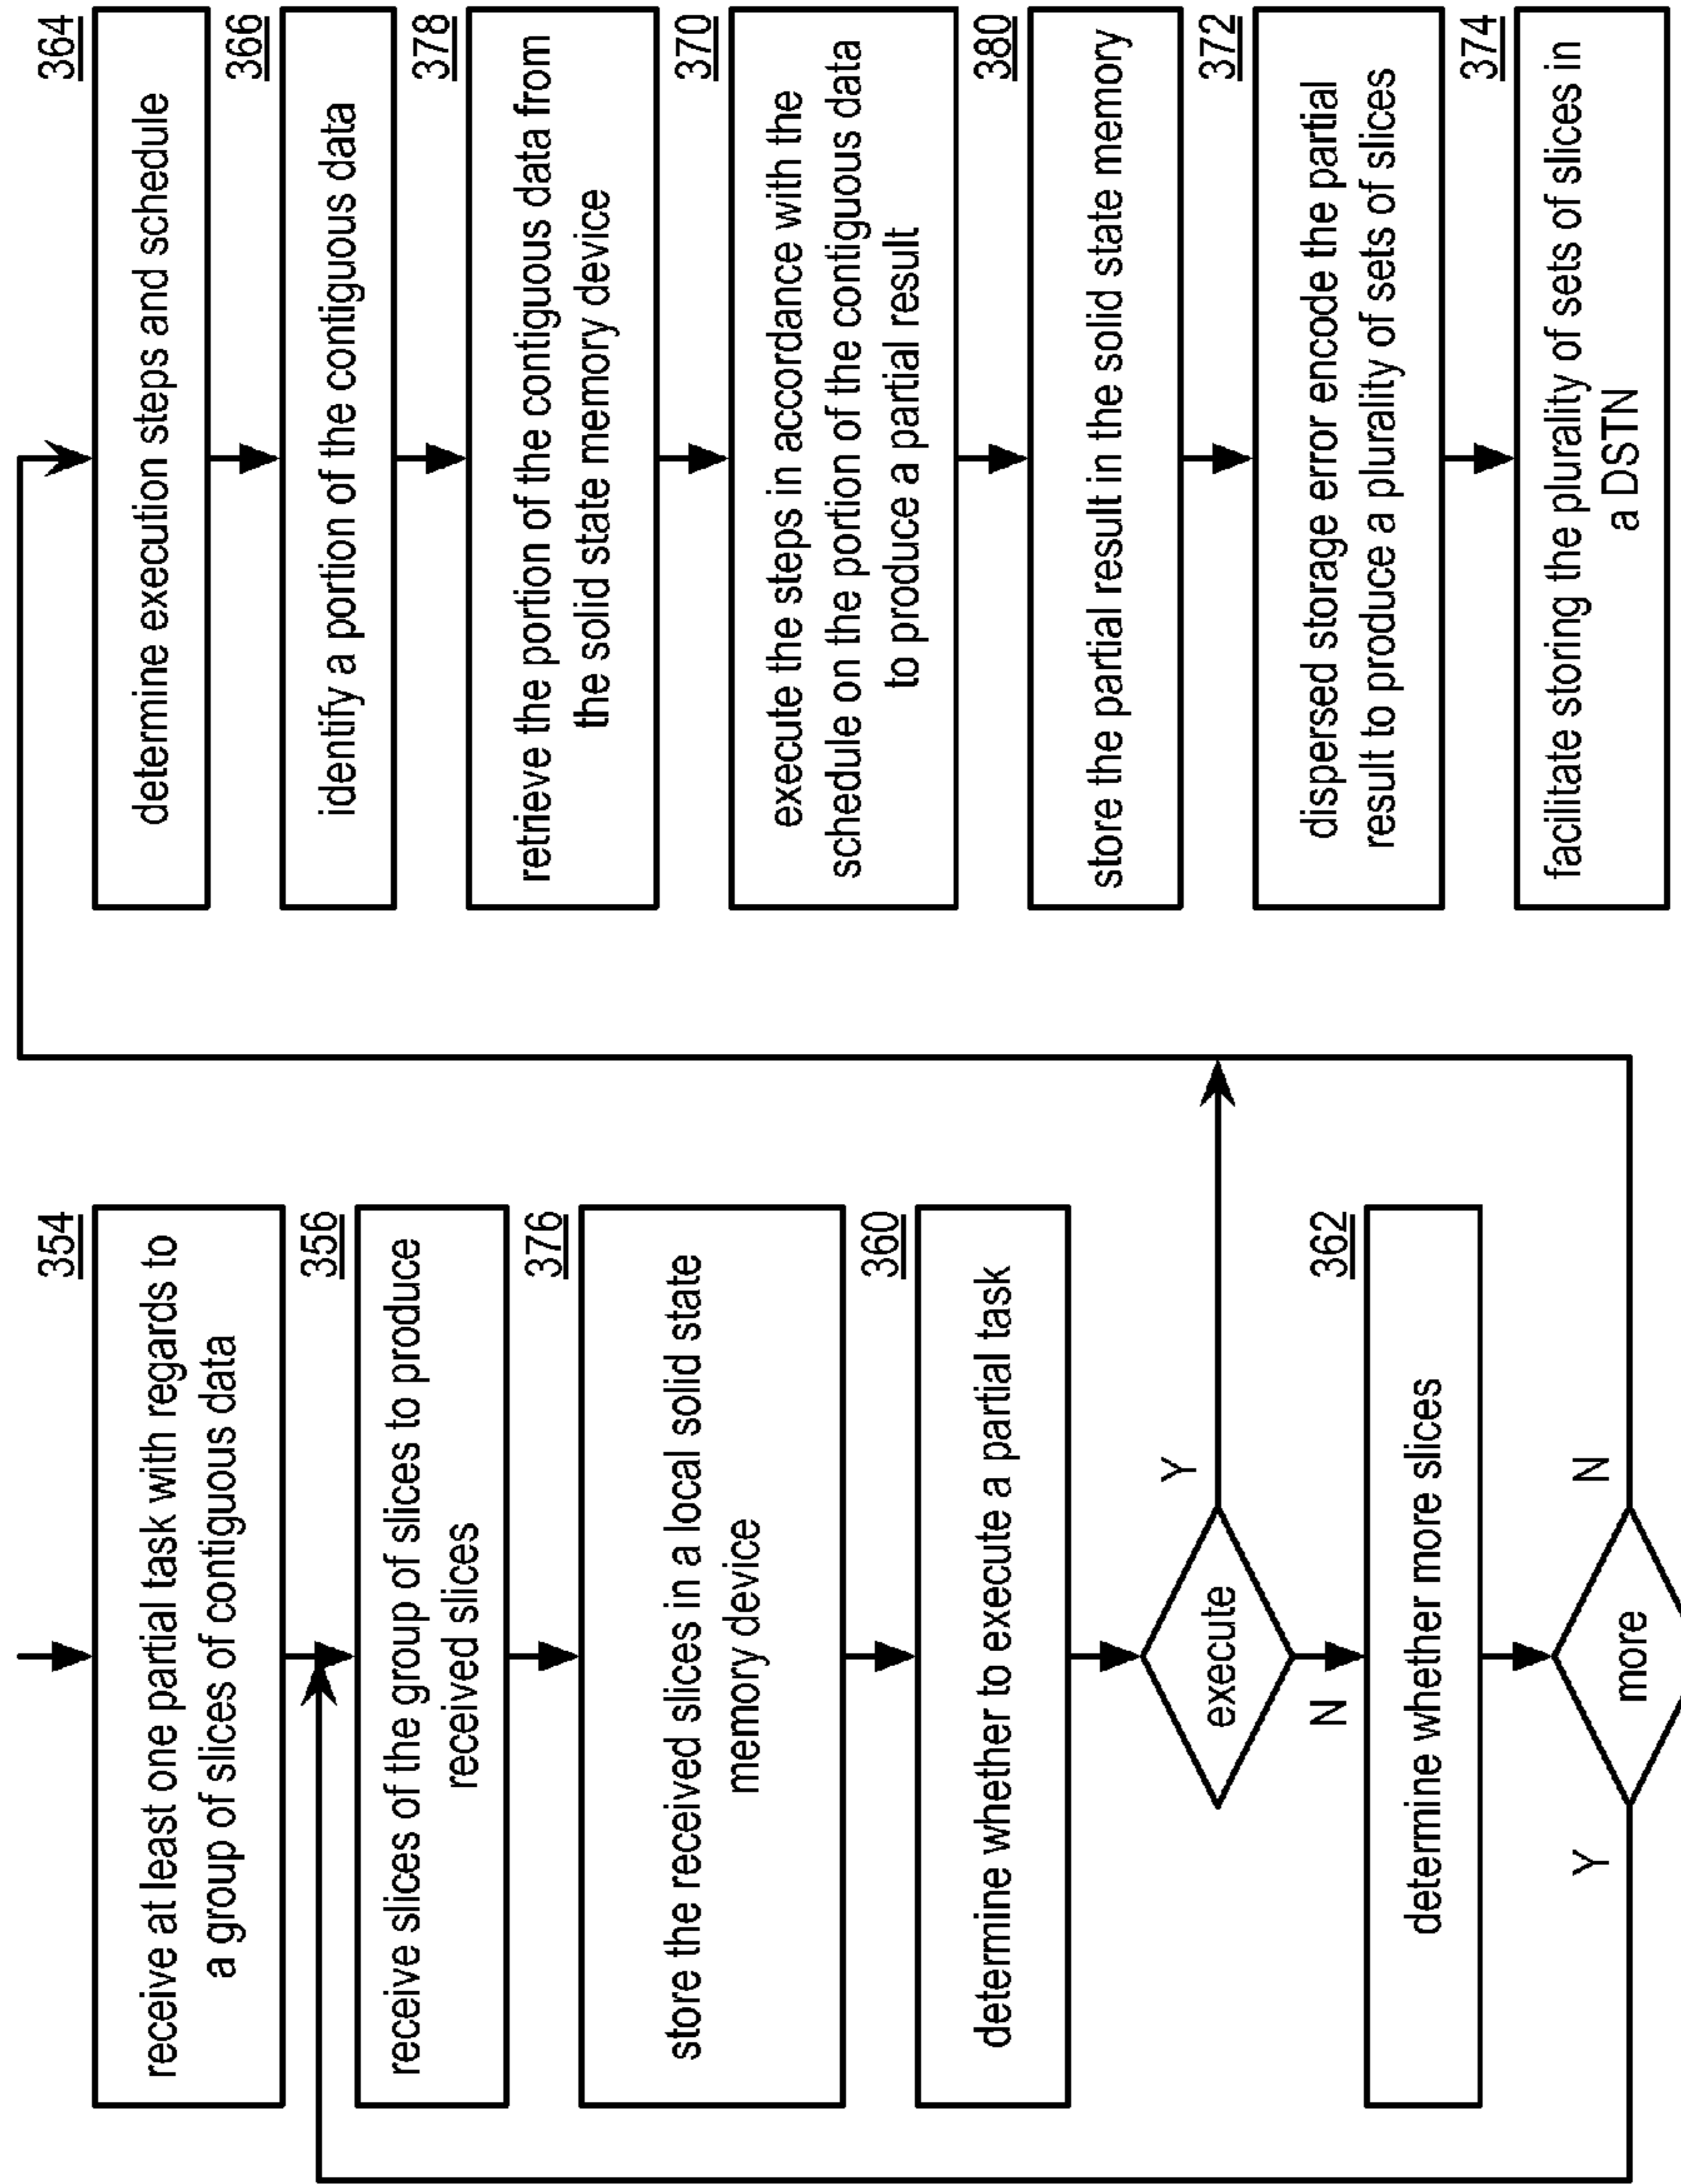 354
receive at least one partial task with regards to
a group of slices of contiguous data
356
receive slices of the group of slices to produce
received slices
376
store the received slices in a local solid state
memory device
360
determine whether to execute a partial task
execute
Y
N
362
determine whether more slices
more
Y
N
364
determine execution steps and schedule
366
identify a portion of the contiguous data
378
retrieve the portion of the contiguous data from
the solid state memory device
370
execute the steps in accordance with the
schedule on the portion of the contiguous data
to produce a partial result
380
store the partial result in the solid state memory
372
dispersed storage error encode the partial
result to produce a plurality of sets of slices
374
facilitate storing the plurality of sets of slices in
a DSTN